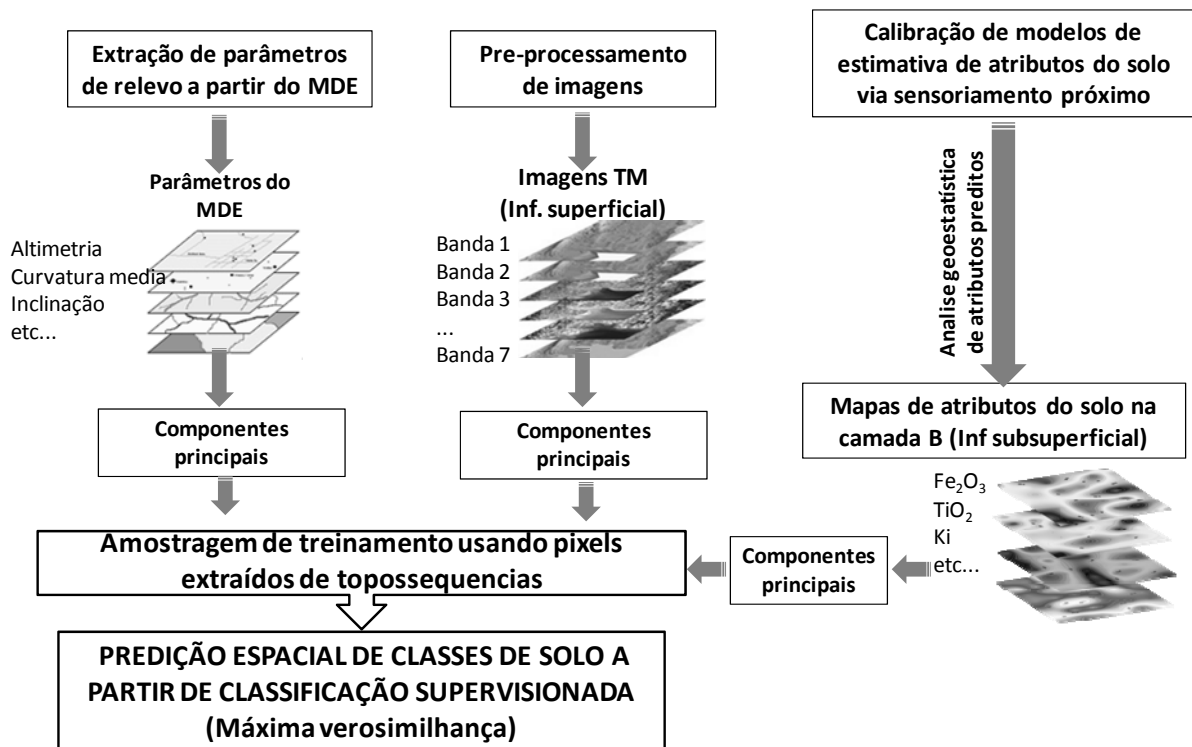 Extração de parâmetros
de relevo a partir do MDE
Parâmetros do
MDE
Altimetria
Curvatura media
Inclinação
etc...
Componentes
principais
Pre-processamento
de imagens
Imagens TM
(Inf. superficial)
Banda 1
Banda 2
Banda 3
...
Banda 7
Componentes
principais
Calibração de modelos de
estimativa de atributos do solo
via sensoriamento próximo
Analise geoestatística
de atributos preditos
Mapas de atributos do solo na
camada B (Inf subsuperficial)
Fe₂O₃
TiO₂
Ki
etc...
Componentes
principais
Amostragem de treinamento usando pixels
extraídos de topossequencias
PREDIÇÃO ESPACIAL DE CLASSES DE SOLO A
PARTIR DE CLASSIFICAÇÃO SUPERVISIONADA
(Máxima verosimilhança)